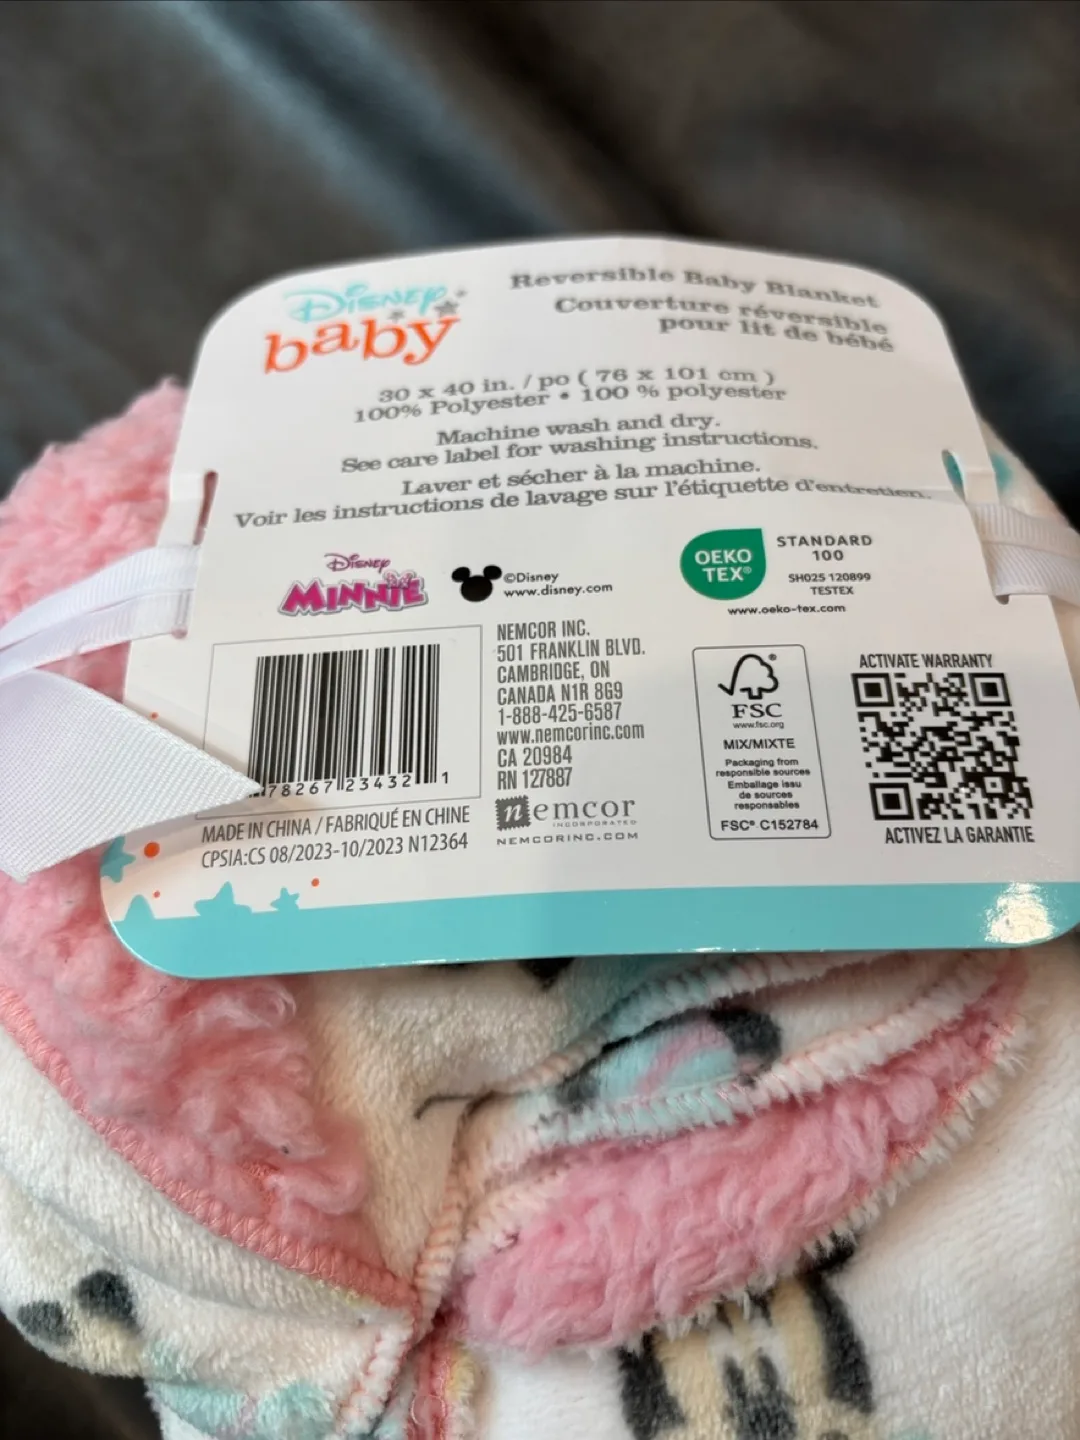 Disney
baby
Reversible Baby Blanket
Couverture réversible
pour lit de bébé
30 x 40 in. / po ( 76 x 101 cm )
100% Polyester • 100 % polyester
Machine wash and dry.
See care label for washing instructions.
Laver et sécher à la machine.
Voir les instructions de lavage sur l'étiquette d'entretien.
Disney
MINNIE
©Disney
www.disney.com
OEKO
TEX®
STANDARD
100
SH025 120899
TESTEX
www.oeko-tex.com
78267 23432 1
MADE IN CHINA / FABRIQUÉ EN CHINE
CPSIA:CS 08/2023-10/2023 N12364
NEMCOR INC.
501 FRANKLIN BLVD.
CAMBRIDGE, ON
CANADA N1R 8G9
1-888-425-6587
www.nemcorinc.com
CA 20984
RN 127887
nemcor
INCORPORATED
NEMCORINC.COM
®
FSC
www.fsc.org
MIX/MIXTE
Packaging from
responsible sources
Emballage issu
de sources
responsables
FSC® C152784
ACTIVATE WARRANTY
ACTIVEZ LA GARANTIE